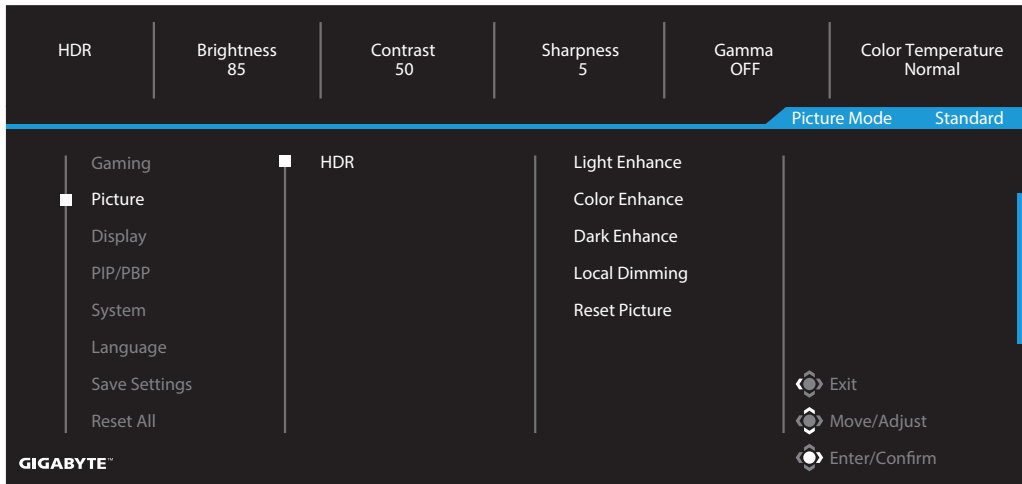 HDR
Brightness
85
Contrast
50
Sharpness
5
Gamma
OFF
Color Temperature
Normal
Picture Mode Standard
Gaming
Picture
Display
PIP/PBP
System
Language
Save Settings
Reset All
HDR
Light Enhance
Color Enhance
Dark Enhance
Local Dimming
Reset Picture
Exit
Move/Adjust
Enter/Confirm
GIGABYTE™